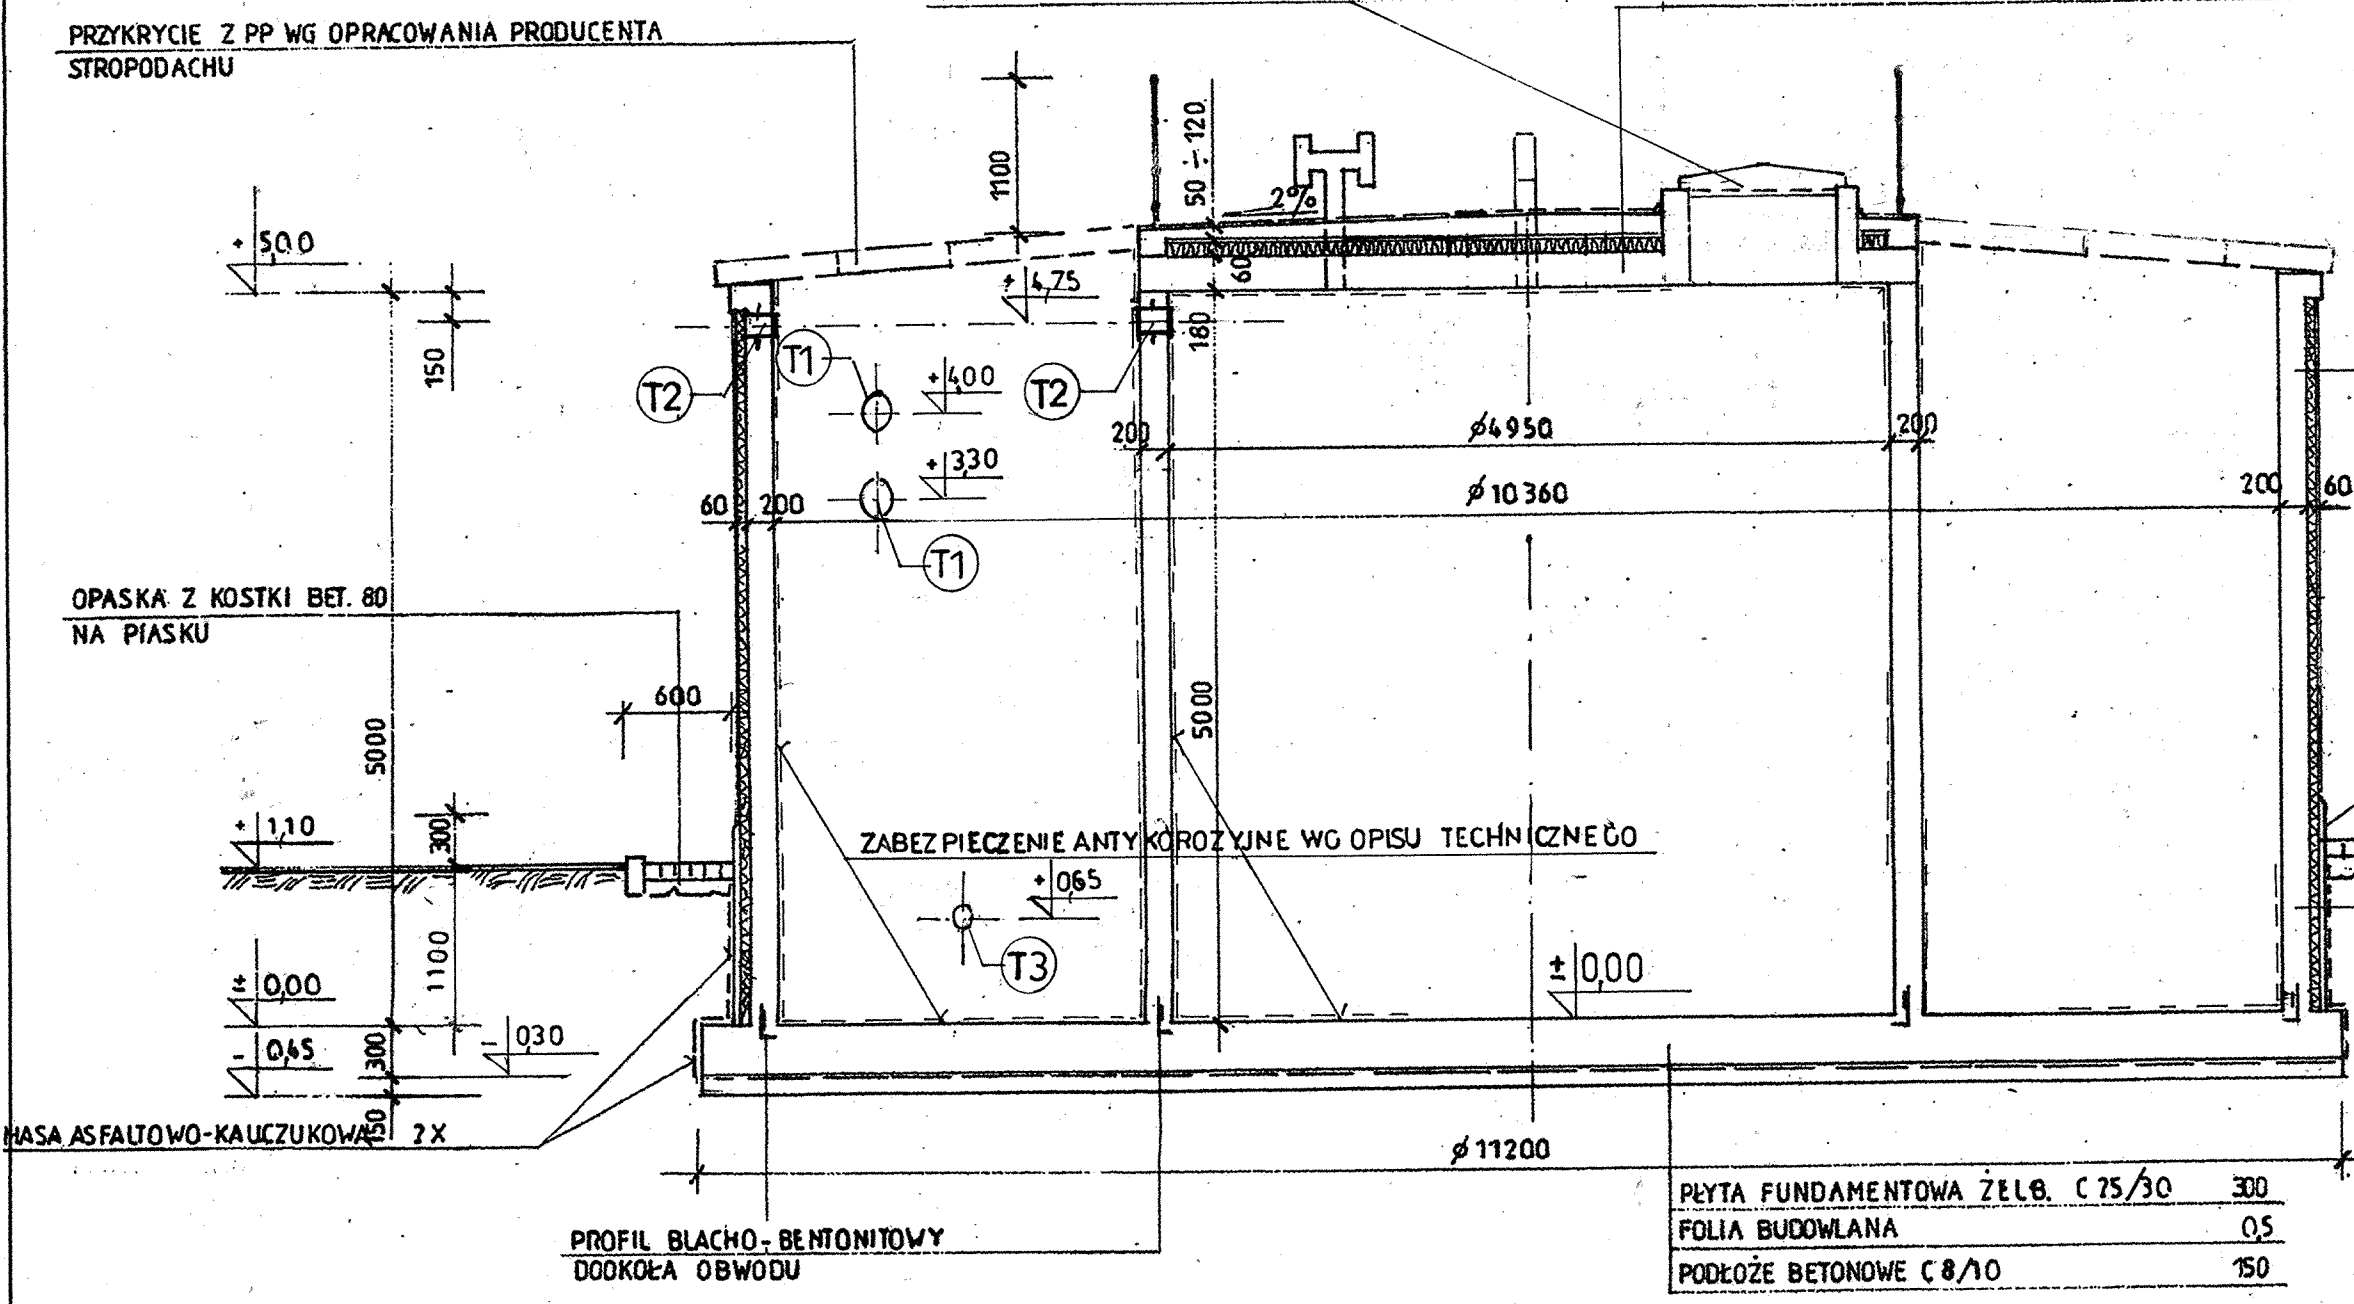 PRZYKRYCIE Z PP WG OPRACOWANIA PRODUCENTA
STROPODACHU
1100
50÷120
2%
+ 5,00
60
+ 4,75
150
180
T1
T2
T2
+ 4,00
200
ø4950
200
+ 3,30
60
200
ø10360
200
60
T1
OPASKA Z KOSTKI BET. 80
NA PIASKU
600
5000
5000
+ 1,10
300
ZABEZPIECZENIE ANTYKOROZYJNE WG OPISU TECHNICZNEGO
+ 0,65
1100
T3
± 0,00
± 0,00
- 0,30
- 0,45
300
150
MASA ASFALTOWO-KAUCZUKOWA 2X
ø11200
PŁYTA FUNDAMENTOWA ŻELB. C 25/30 300
FOLIA BUDOWLANA 0,5
PODŁOŻE BETONOWE C 8/10 150
PROFIL BLACHO-BENTONITOWY
DOOKOŁA OBWODU